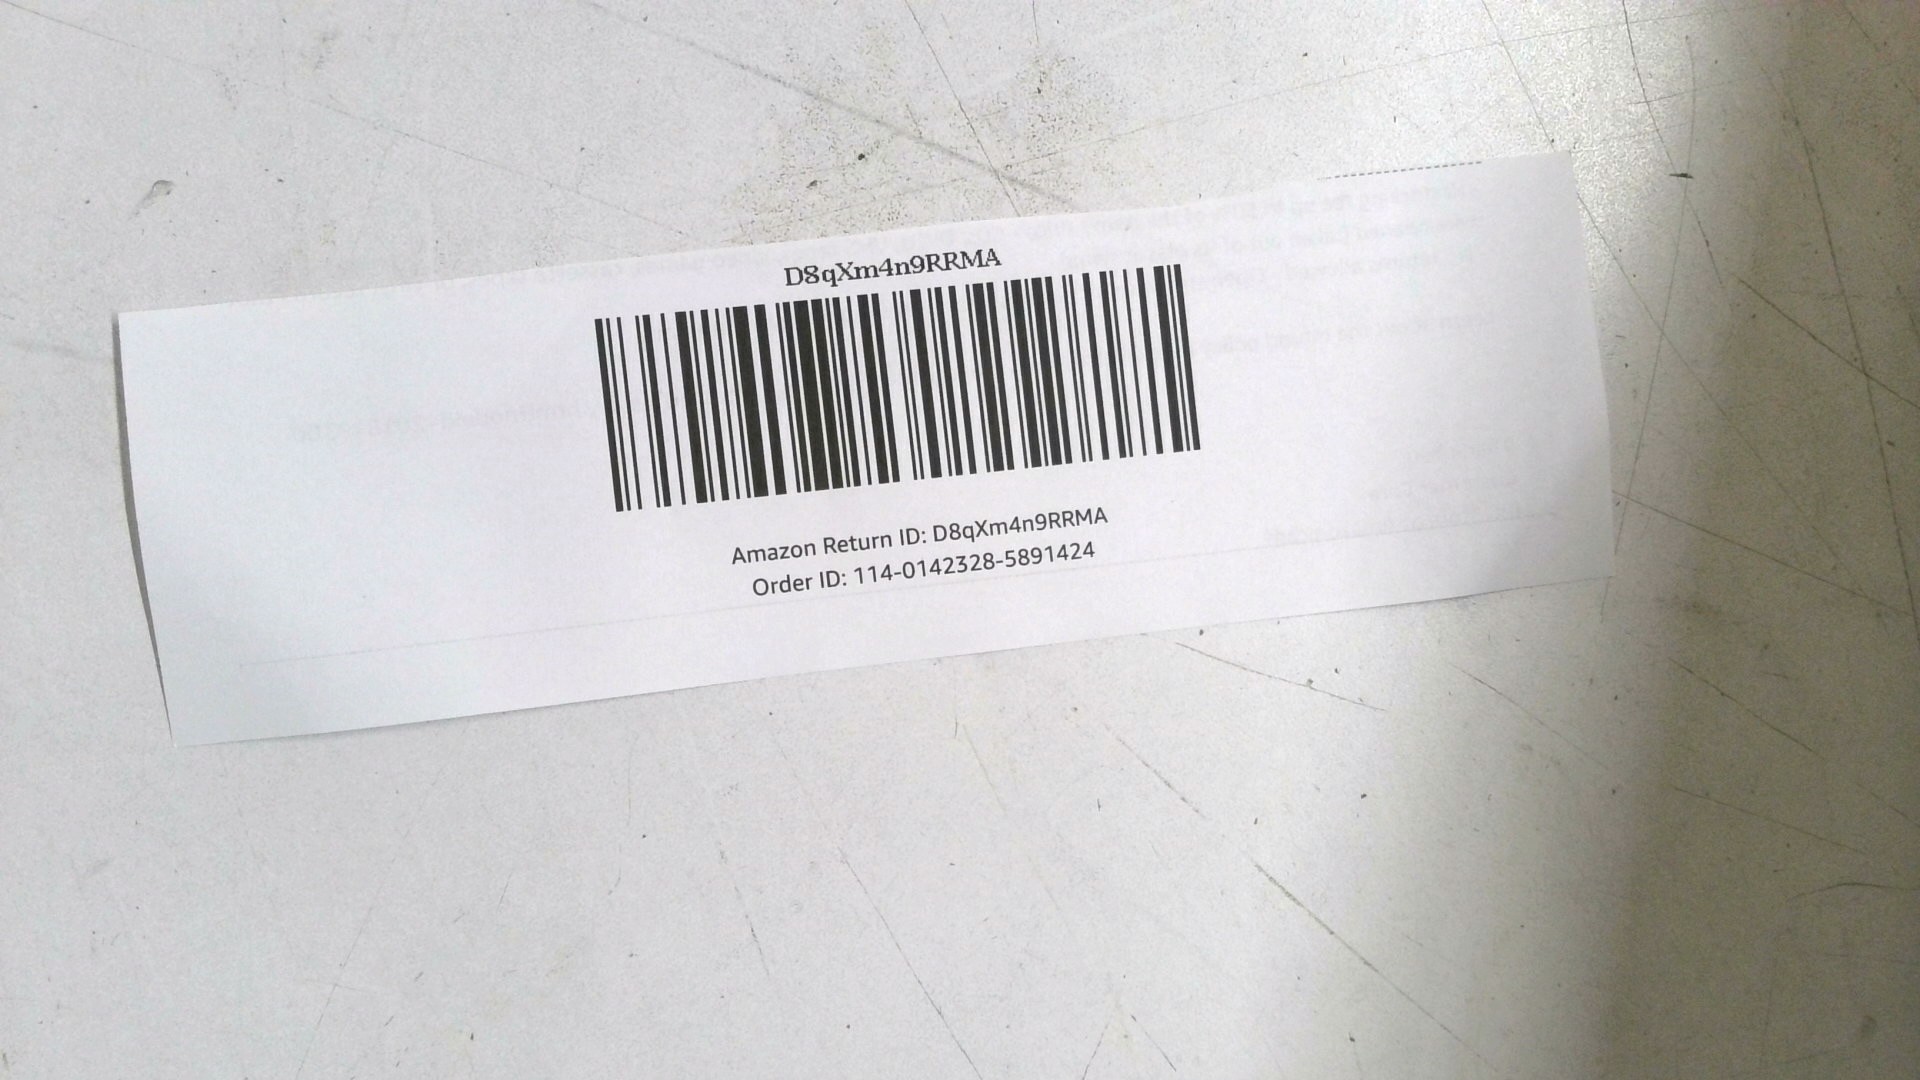 D8qXm4n9RRMA
Amazon Return ID: D8qXm4n9RRMA
Order ID: 114-0142328-5891424